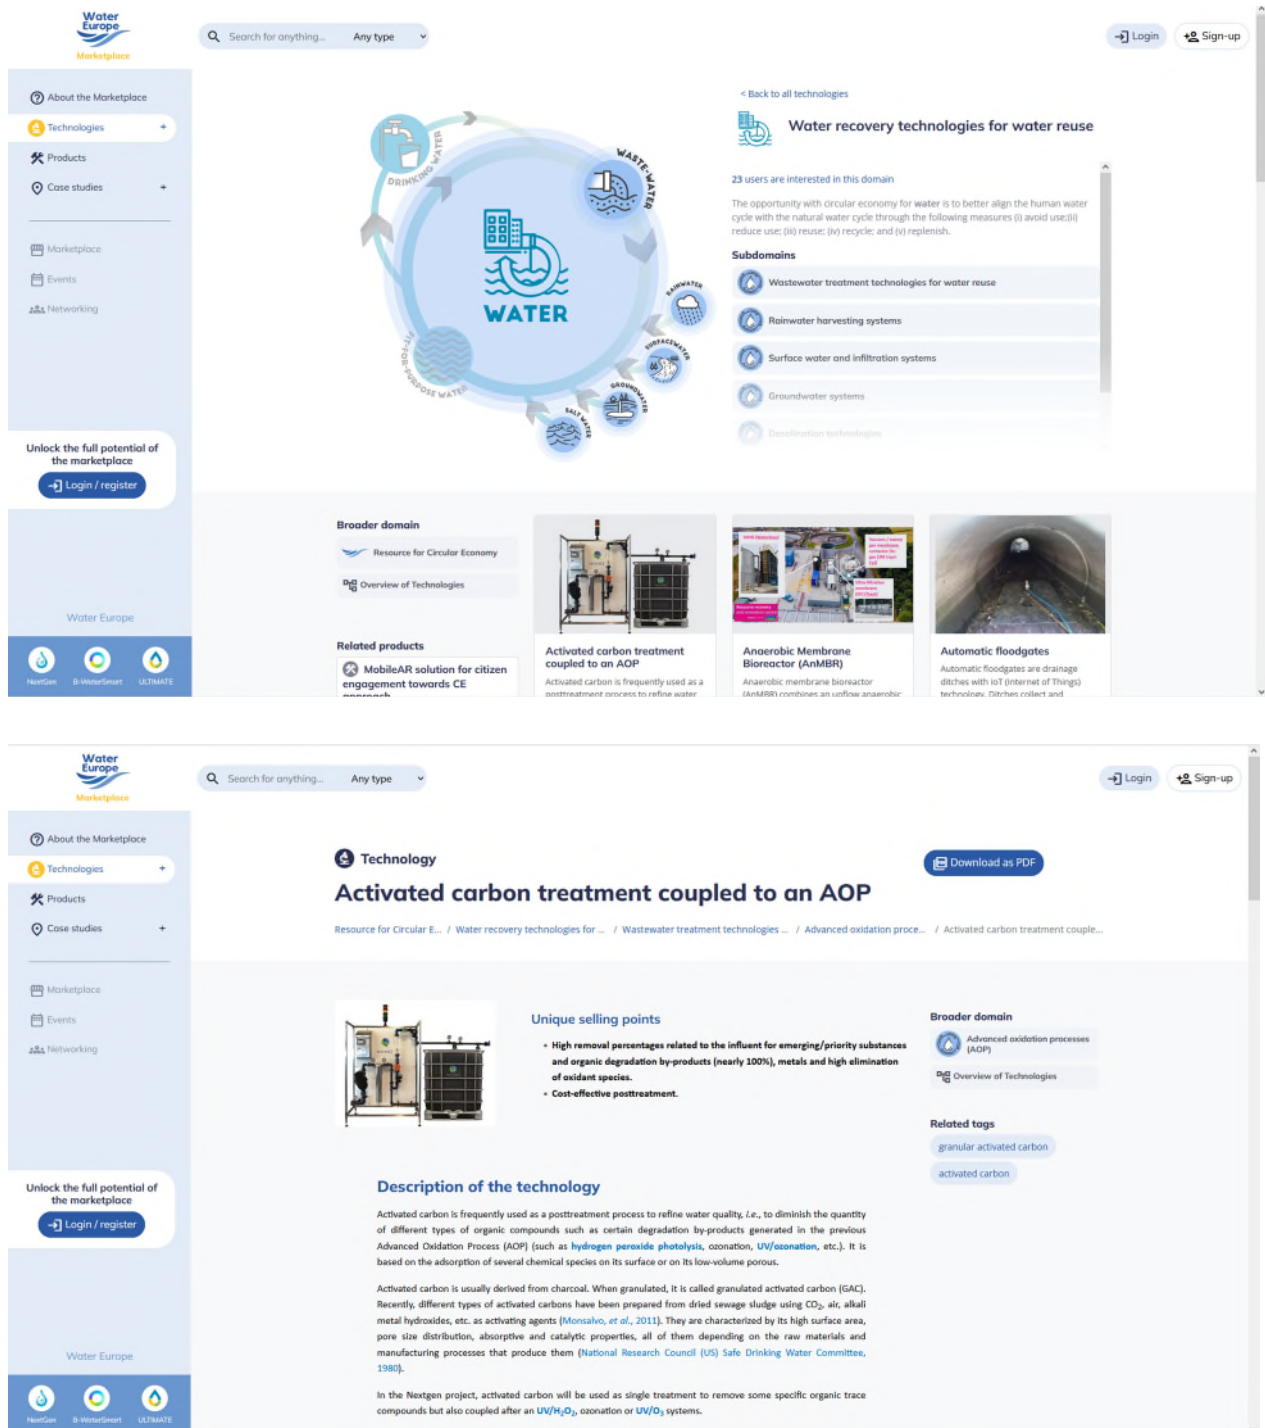 Water
Europe
Marketplace
Search for anything...
Any type
Login
Sign-up
About the Marketplace
Technologies +
Products
Case studies +
Marketplace
Events
Networking
Unlock the full potential of
the marketplace
Login / register
Water Europe
NextGen B-WaterSmart ULTIMATE
DRINKING WATER
WASTE-WATER
RAINWATER
SURFACEWATER
GROUNDWATER
SALT WATER
FIT-FOR-PURPOSE WATER
WATER
< Back to all technologies
Water recovery technologies for water reuse
23 users are interested in this domain
The opportunity with circular economy for water is to better align the human water
cycle with the natural water cycle through the following measures (i) avoid use;(ii)
reduce use; (iii) reuse; (iv) recycle; and (v) replenish.
Subdomains
Wastewater treatment technologies for water reuse
Rainwater harvesting systems
Surface water and infiltration systems
Groundwater systems
Desalination technologies
Broader domain
Resource for Circular Economy
Overview of Technologies
Related products
MobileAR solution for citizen
engagement towards CE
approach
Activated carbon treatment
coupled to an AOP
Activated carbon is frequently used as a
posttreatment process to refine water
Anaerobic Membrane
Bioreactor (AnMBR)
Anaerobic membrane bioreactor
(AnMBR) combines an upflow anaerobic
Automatic floodgates
Automatic floodgates are drainage
ditches with IoT (Internet of Things)
technology. Ditches collect and
Water
Europe
Marketplace
Search for anything...
Any type
Login
Sign-up
About the Marketplace
Technologies +
Products
Case studies +
Marketplace
Events
Networking
Unlock the full potential of
the marketplace
Login / register
Water Europe
NextGen B-WaterSmart ULTIMATE
Technology
Download as PDF
Activated carbon treatment coupled to an AOP
Resource for Circular E... / Water recovery technologies for ... / Wastewater treatment technologies ... / Advanced oxidation proce... / Activated carbon treatment couple...
Unique selling points
• High removal percentages related to the influent for emerging/priority substances
and organic degradation by-products (nearly 100%), metals and high elimination
of oxidant species.
• Cost-effective posttreatment.
Broader domain
Advanced oxidation processes
(AOP)
Overview of Technologies
Related tags
granular activated carbon
activated carbon
Description of the technology
Activated carbon is frequently used as a posttreatment process to refine water quality, i.e., to diminish the quantity
of different types of organic compounds such as certain degradation by-products generated in the previous
Advanced Oxidation Process (AOP) (such as hydrogen peroxide photolysis, ozonation, UV/ozonation, etc.). It is
based on the adsorption of several chemical species on its surface or on its low-volume porous.
Activated carbon is usually derived from charcoal. When granulated, it is called granulated activated carbon (GAC).
Recently, different types of activated carbons have been prepared from dried sewage sludge using CO₂, air, alkali
metal hydroxides, etc. as activating agents (Monsalvo, et al., 2011). They are characterized by its high surface area,
pore size distribution, absorptive and catalytic properties, all of them depending on the raw materials and
manufacturing processes that produce them (National Research Council (US) Safe Drinking Water Committee,
1980).
In the Nextgen project, activated carbon will be used as single treatment to remove some specific organic trace
compounds but also coupled after an UV/H₂O₂, ozonation or UV/O₃ systems.